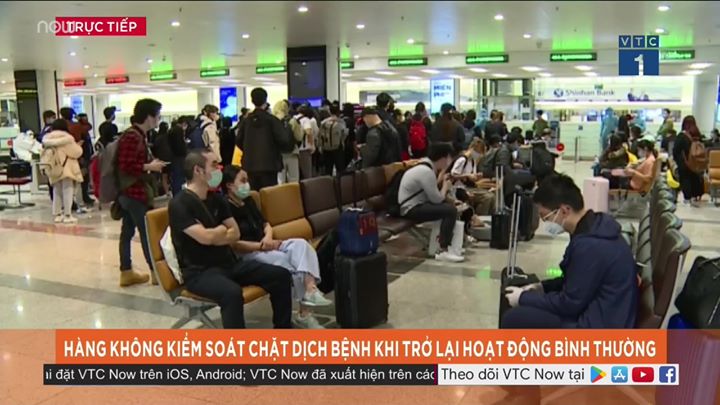 now
TRỰC TIẾP
VTC
1
Shinhan Bank
HÀNG KHÔNG KIỂM SOÁT CHẶT DỊCH BỆNH KHI TRỞ LẠI HOẠT ĐỘNG BÌNH THƯỜNG
ài đặt VTC Now trên iOS, Android; VTC Now đã xuất hiện trên các
Theo dõi VTC Now tại